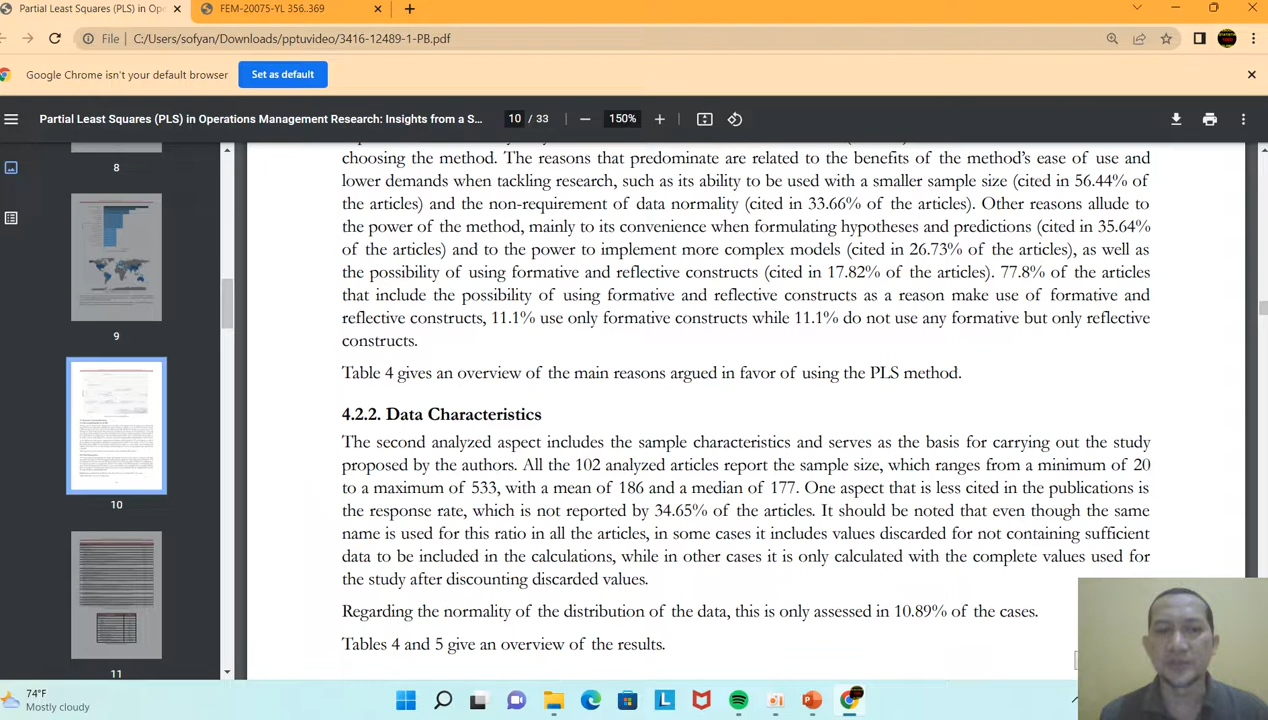 Partial Least Squares (PLS) in Op
FEM-20075-YL 356..369
File
C:/Users/sofyan/Downloads/pptuvideo/3416-12489-1-PB.pdf
Google Chrome isn't your default browser
Set as default
Partial Least Squares (PLS) in Operations Management Research: Insights from a S...
10 / 33
150%
8
9
10
11
choosing the method. The reasons that predominate are related to the benefits of the method's ease of use and
lower demands when tackling research, such as its ability to be used with a smaller sample size (cited in 56.44% of
the articles) and the non-requirement of data normality (cited in 33.66% of the articles). Other reasons allude to
the power of the method, mainly to its convenience when formulating hypotheses and predictions (cited in 35.64%
of the articles) and to the power to implement more complex models (cited in 26.73% of the articles), as well as
the possibility of using formative and reflective constructs (cited in 17.82% of the articles). 77.8% of the articles
that include the possibility of using formative and reflective constructs as a reason make use of formative and
reflective constructs, 11.1% use only formative constructs while 11.1% do not use any formative but only reflective
constructs.
Table 4 gives an overview of the main reasons argued in favor of using the PLS method.
4.2.2. Data Characteristics
The second analyzed aspect includes the sample characteristics and serves as the basis for carrying out the study
proposed by the authors. All the 102 analyzed articles report the sample size, which ranges from a minimum of 20
to a maximum of 533, with a mean of 186 and a median of 177. One aspect that is less cited in the publications is
the response rate, which is not reported by 34.65% of the articles. It should be noted that even though the same
name is used for this ratio in all the articles, in some cases it includes values discarded for not containing sufficient
data to be included in the calculations, while in other cases it is only calculated with the complete values used for
the study after discounting discarded values.
Regarding the normality of the distribution of the data, this is only assessed in 10.89% of the cases.
Tables 4 and 5 give an overview of the results.
74°F
Mostly cloudy